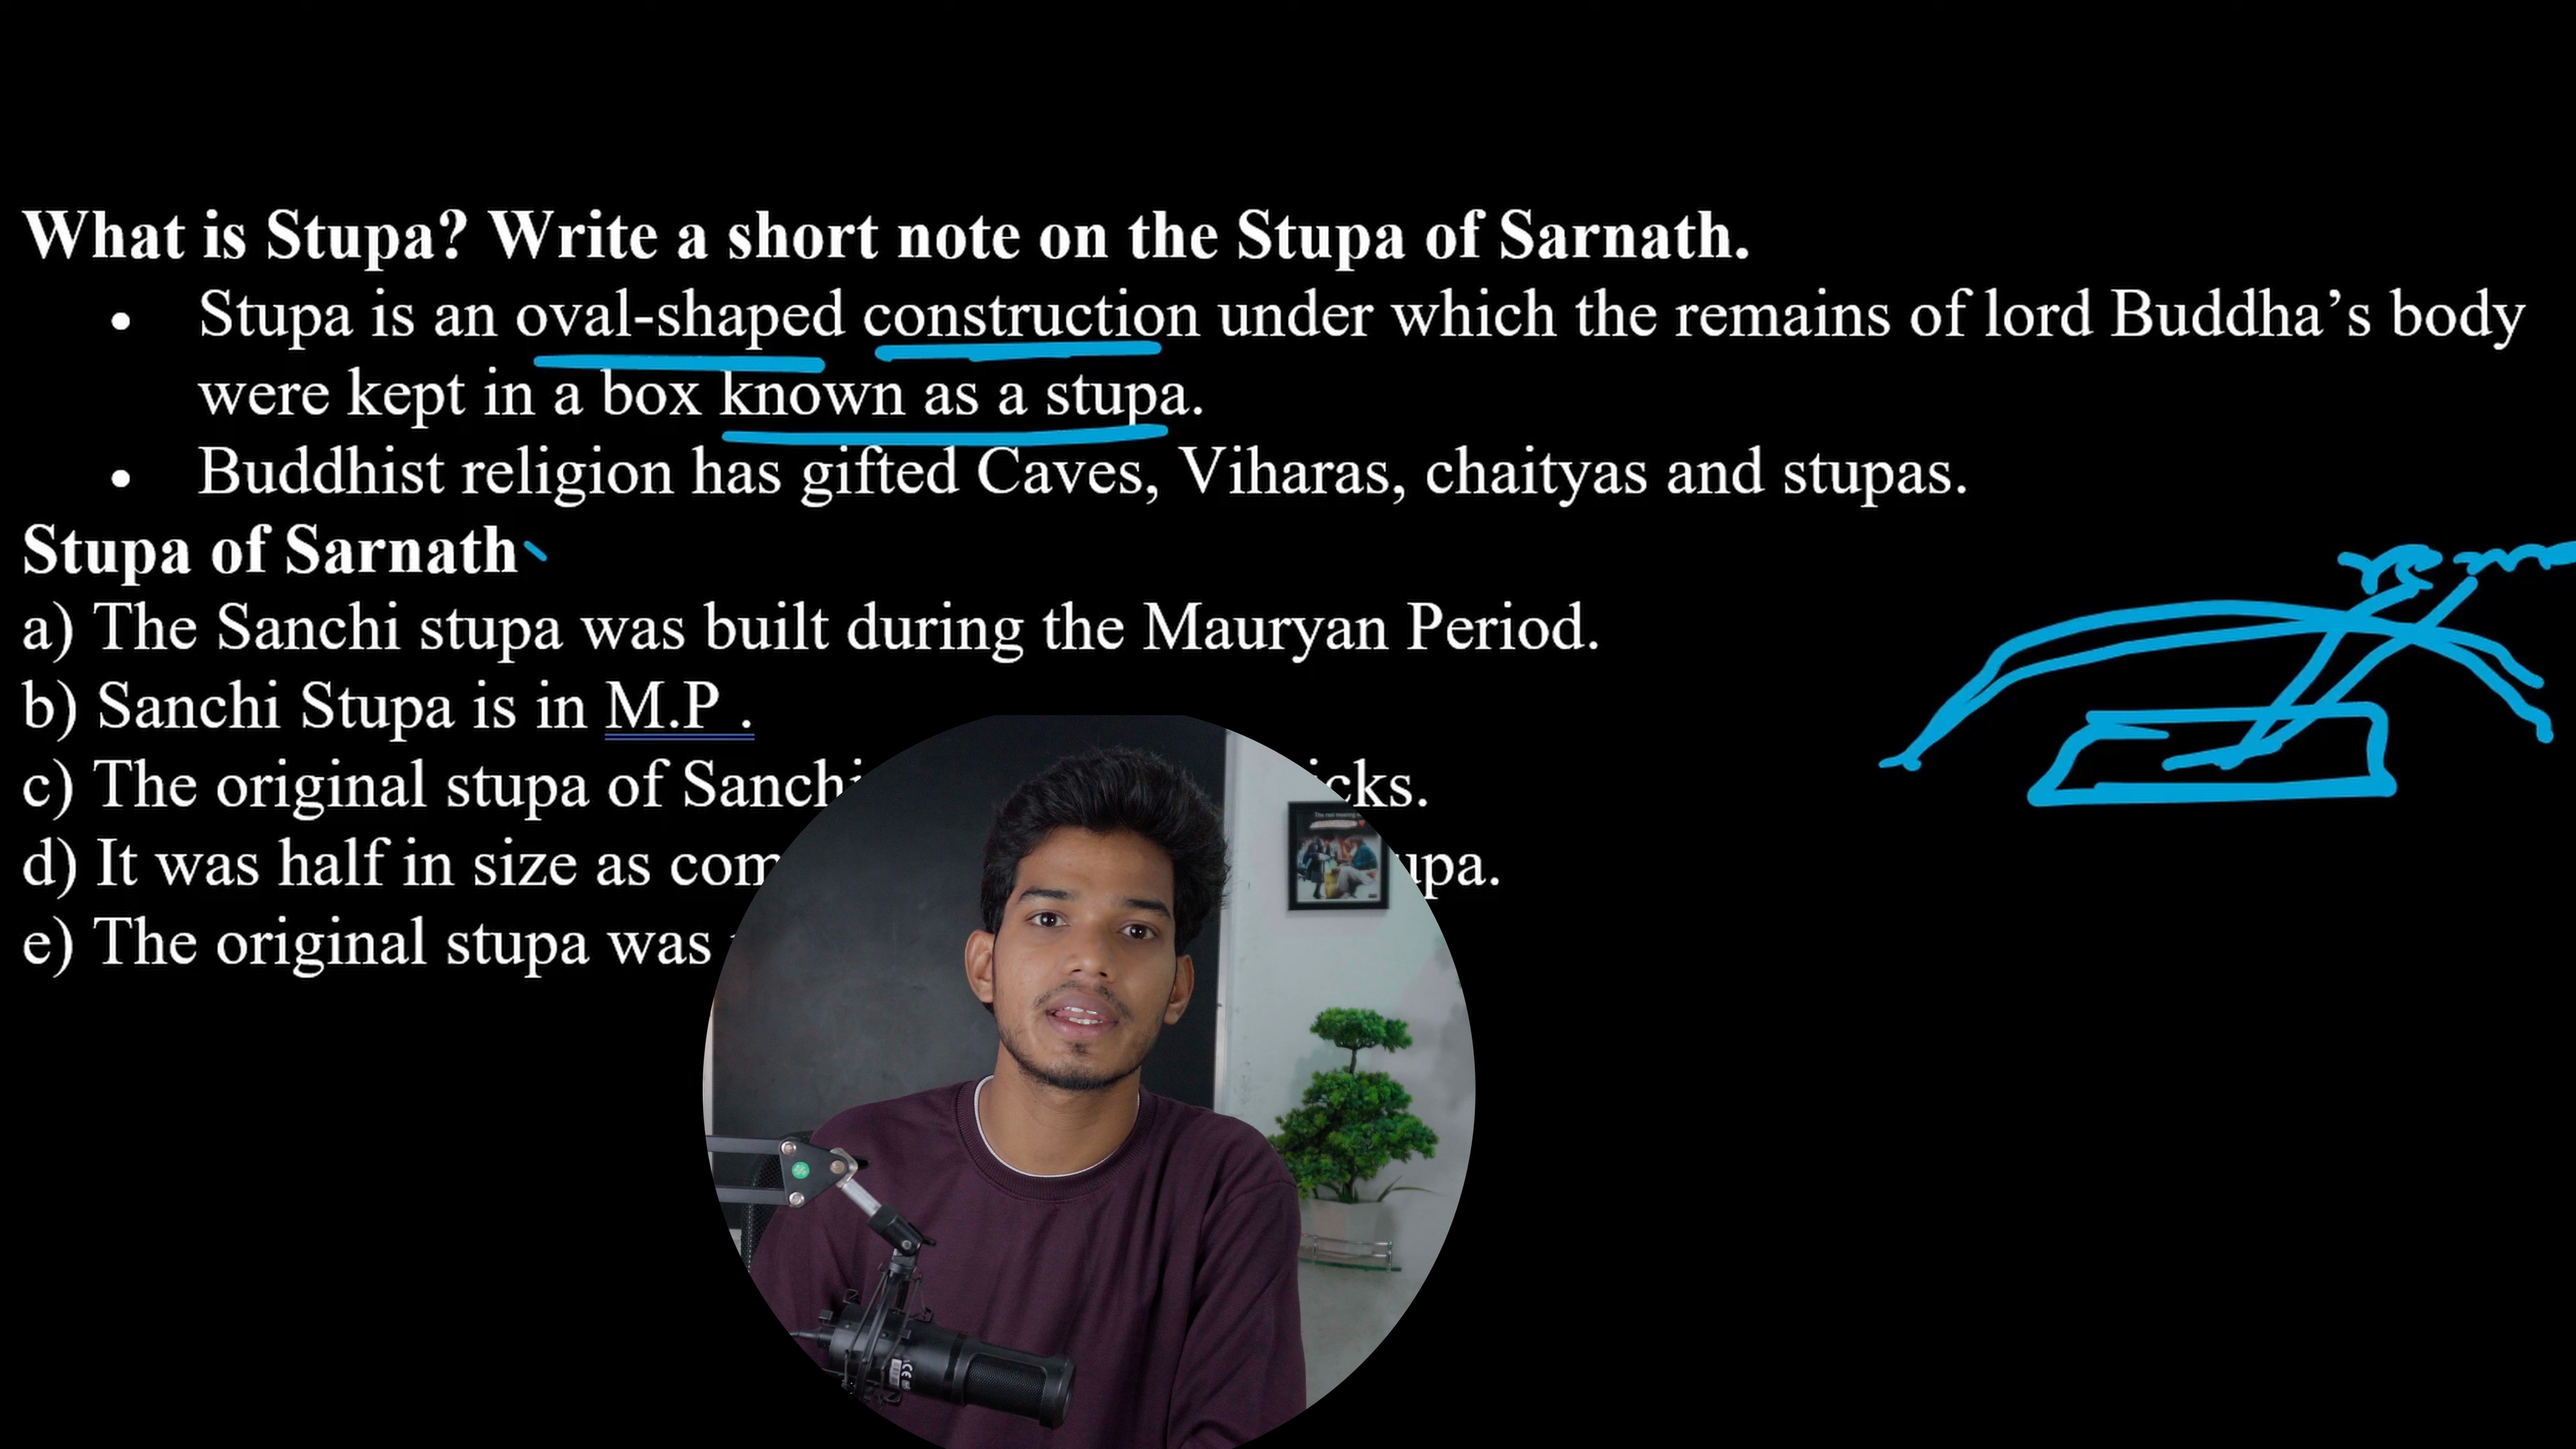 What is Stupa? Write a short note on the Stupa of Sarnath.
• Stupa is an oval-shaped construction under which the remains of lord Buddha’s body
were kept in a box known as a stupa.
• Buddhist religion has gifted Caves, Viharas, chaityas and stupas.
Stupa of Sarnath
a) The Sanchi stupa was built during the Mauryan Period.
b) Sanchi Stupa is in M.P .
c) The original stupa of Sanchi icks.
d) It was half in size as com upa.
e) The original stupa was